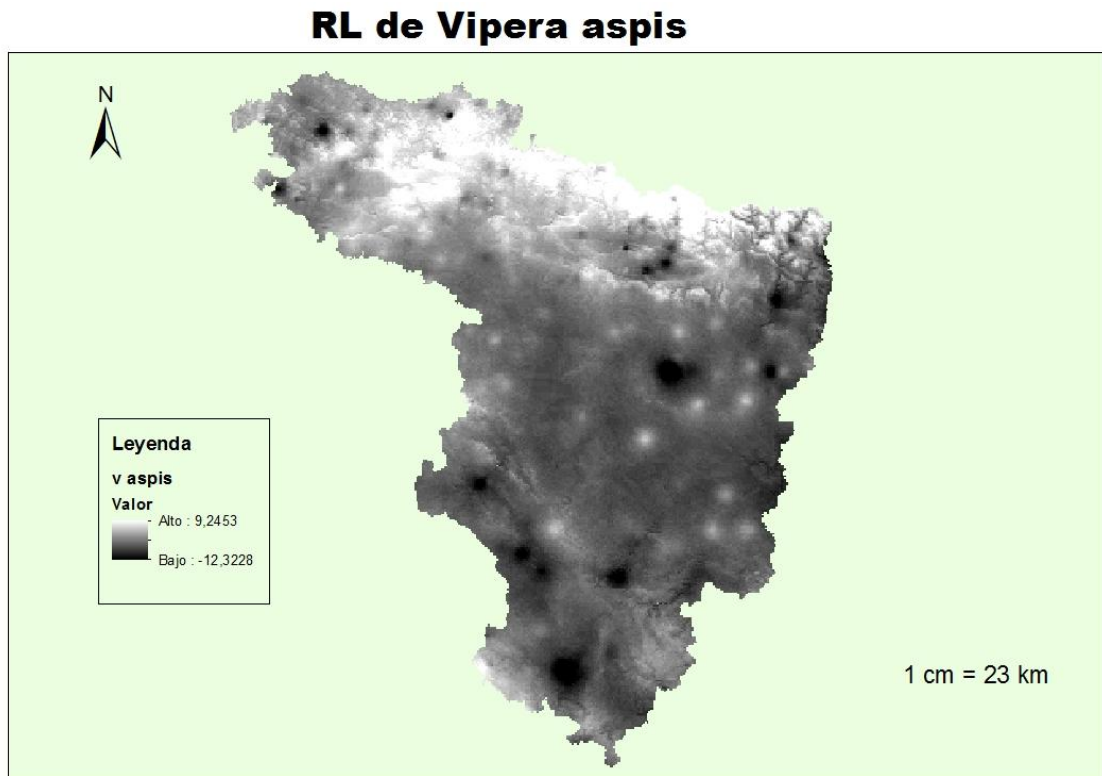 RL de Vipera aspis
N
Leyenda
v aspis
Valor
Alto : 9,2453
Bajo : -12,3228
1 cm = 23 km